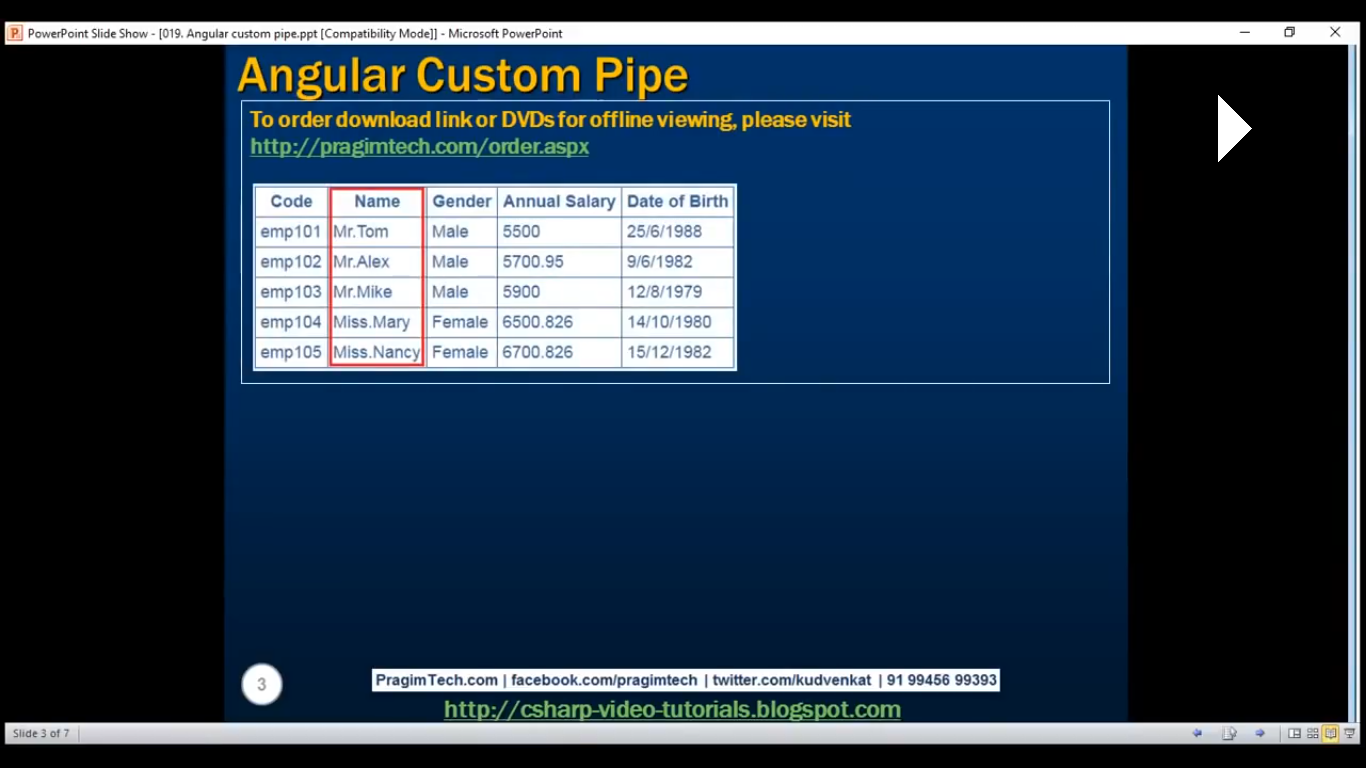 PowerPoint Slide Show - [019. Angular custom pipe.ppt [Compatibility Mode]] - Microsoft PowerPoint
Angular Custom Pipe
To order download link or DVDs for offline viewing, please visit
http://pragimtech.com/order.aspx
Code Name Gender Annual Salary Date of Birth
emp101 Mr.Tom Male 5500 25/6/1988
emp102 Mr.Alex Male 5700.95 9/6/1982
emp103 Mr.Mike Male 5900 12/8/1979
emp104 Miss.Mary Female 6500.826 14/10/1980
emp105 Miss.Nancy Female 6700.826 15/12/1982
3
PragimTech.com | facebook.com/pragimtech | twitter.com/kudvenkat | 91 99456 99393
http://csharp-video-tutorials.blogspot.com
Slide 3 of 7